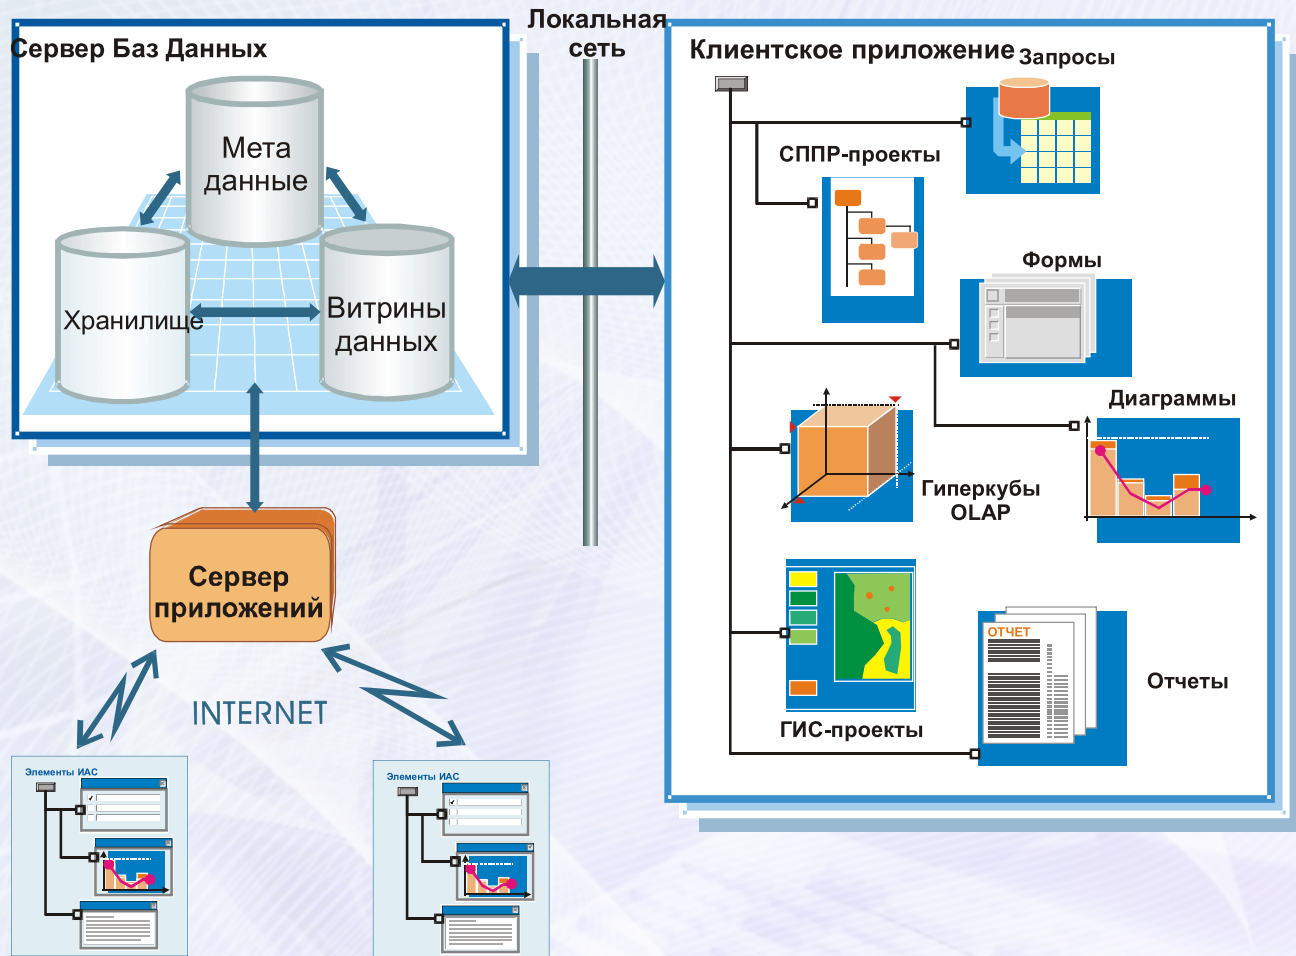 Локальная
сеть
Сервер Баз Данных
Мета
данные
Хранилище
Витрины
данных
Клиентское приложение
Запросы
СППР-проекты
Формы
Диаграммы
Гиперкубы
OLAP
ГИС-проекты
ОТЧЕТ
Отчеты
Сервер
приложений
INTERNET
Элементы ИАС
Элементы ИАС